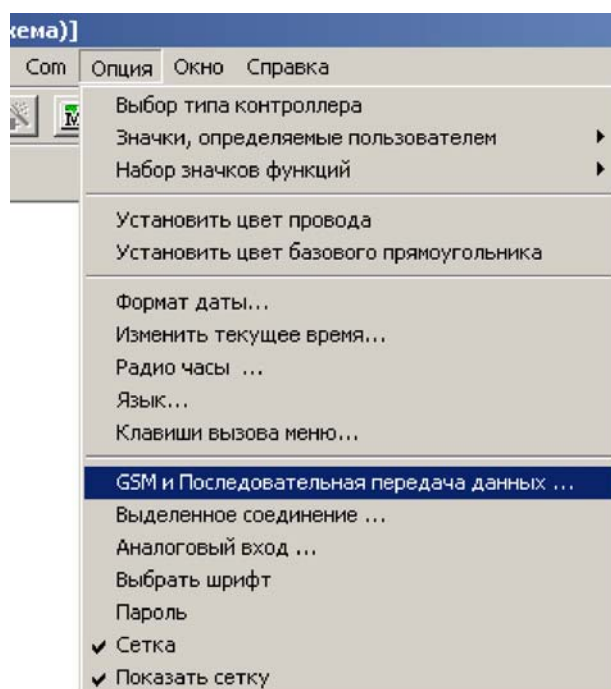 кема)]
Com Опция Окно Справка
Выбор типа контроллера
Значки, определяемые пользователем
Набор значков функций
Установить цвет провода
Установить цвет базового прямоугольника
Формат даты...
Изменить текущее время...
Радио часы ...
Язык...
Клавиши вызова меню...
GSM и Последовательная передача данных ...
Выделенное соединение ...
Аналоговый вход ...
Выбрать шрифт
Пароль
Сетка
Показать сетку